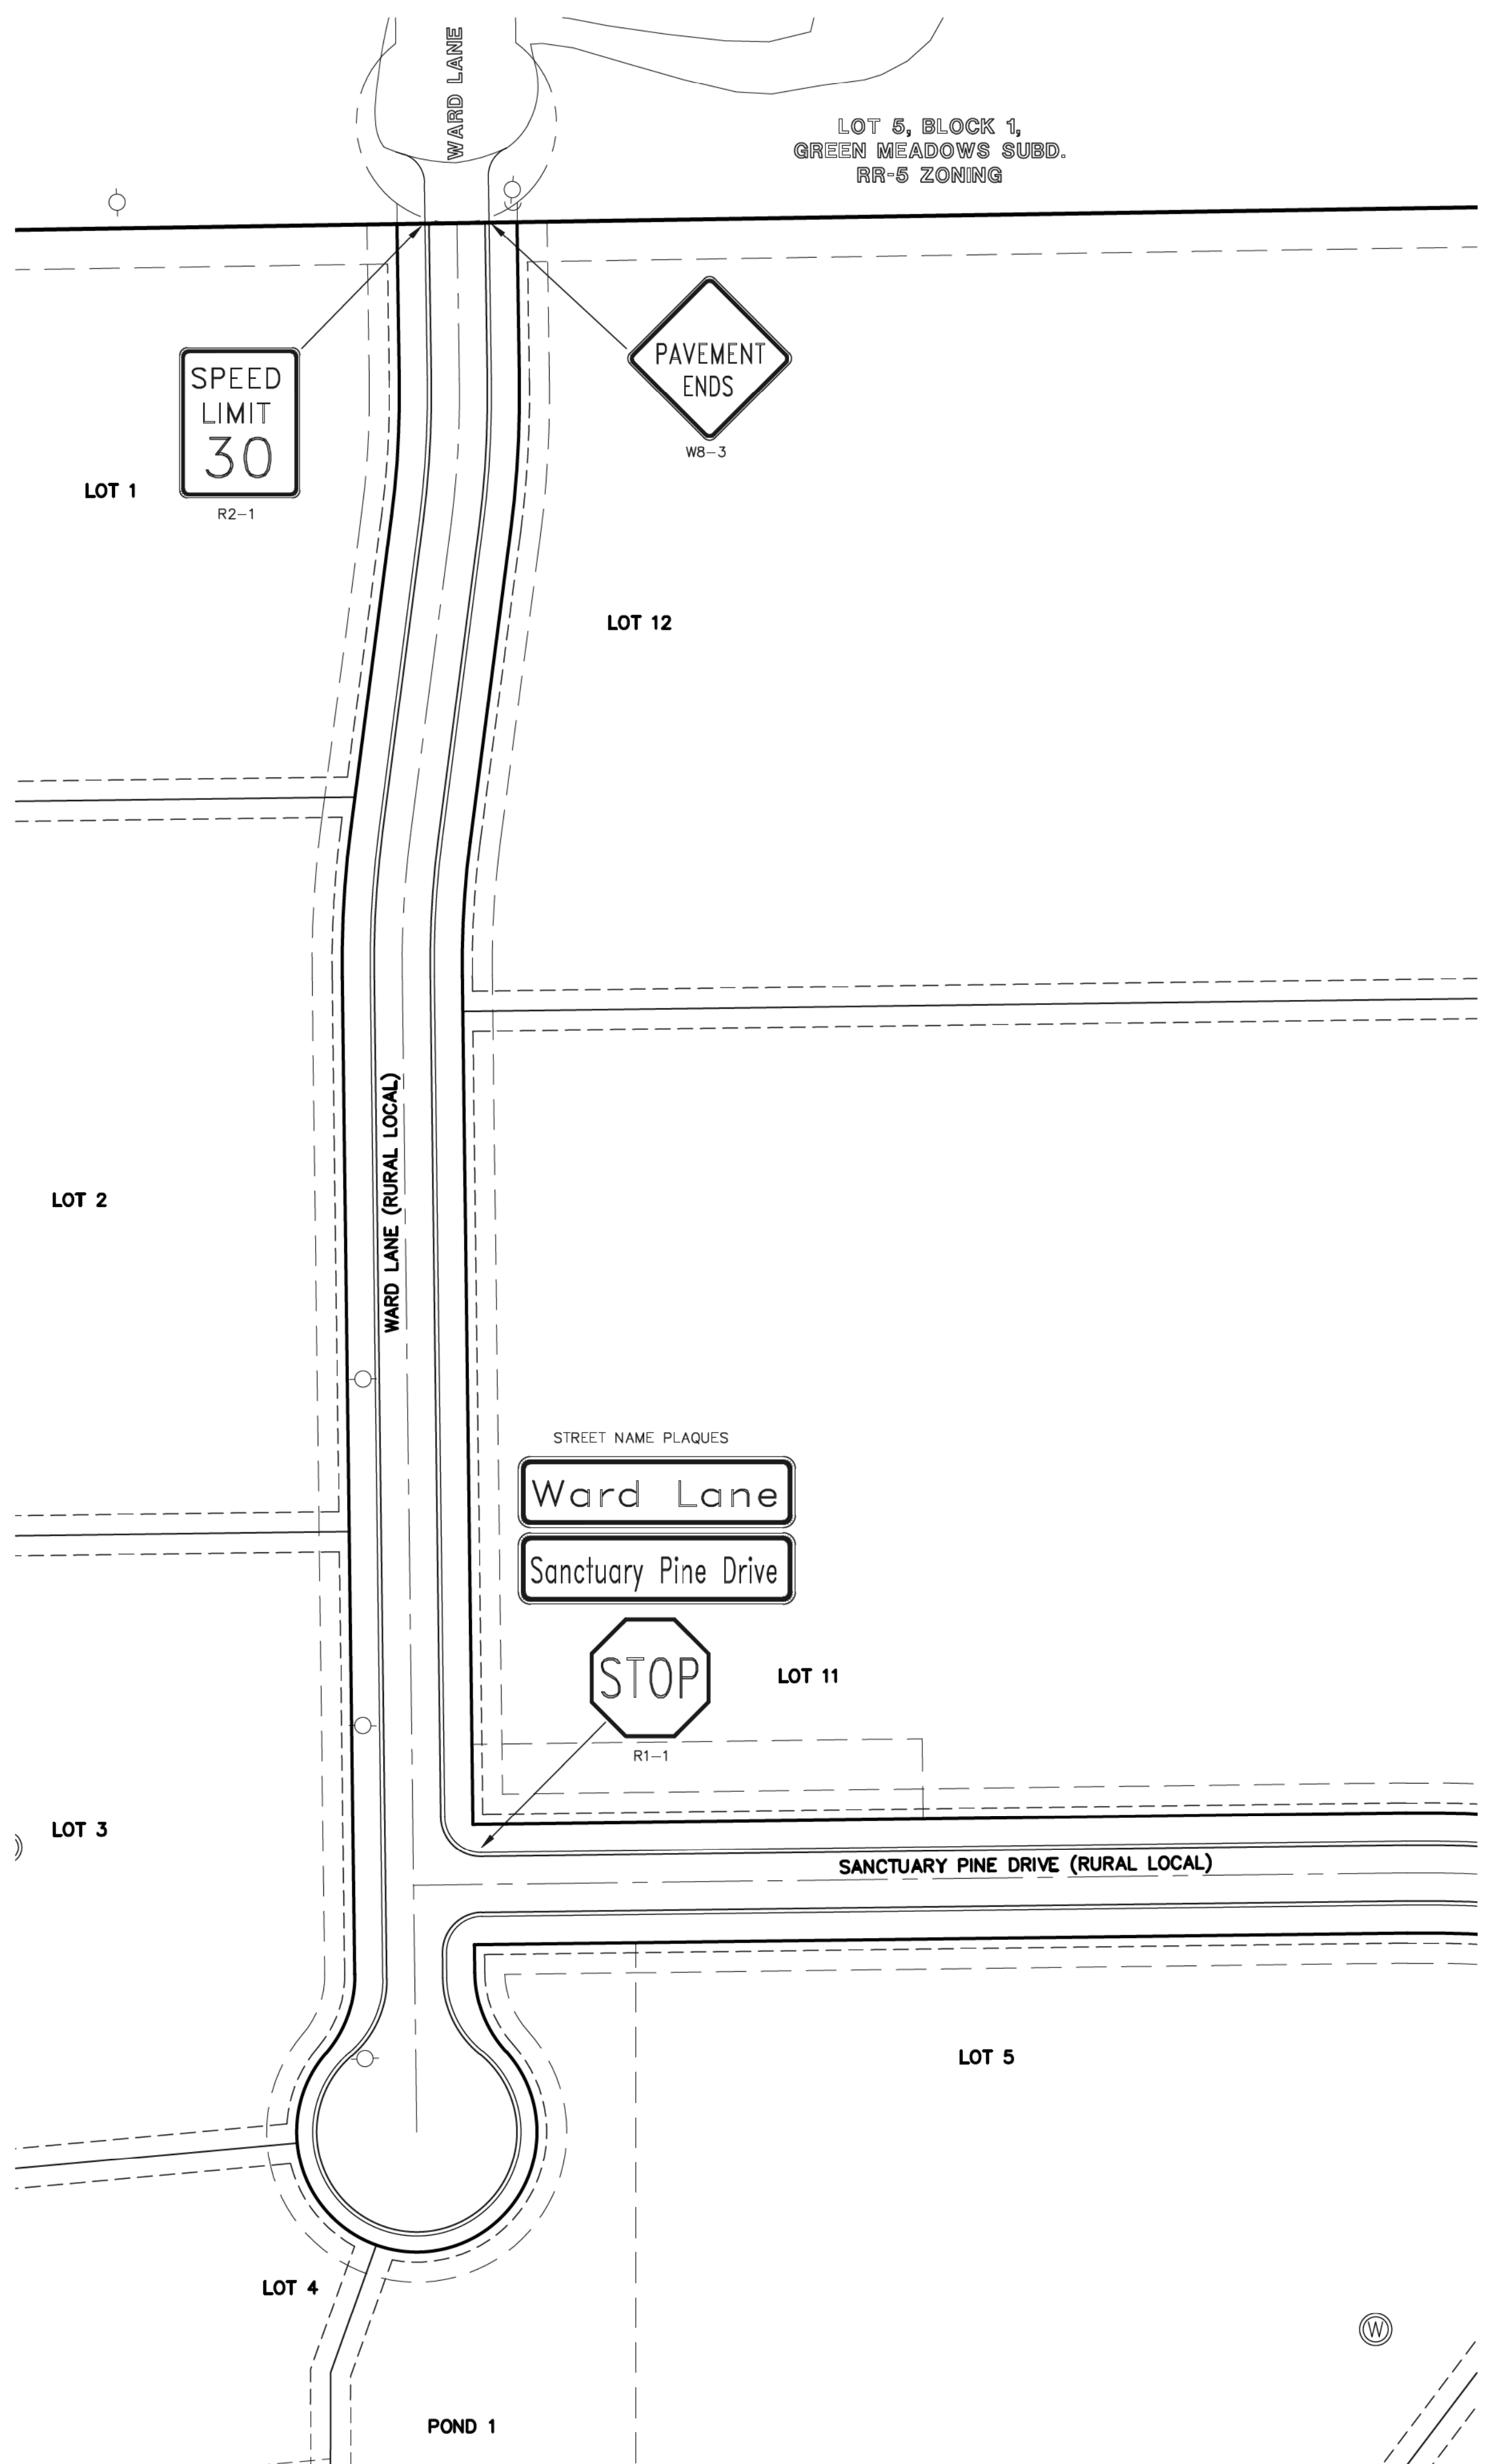 WARD LANE
LOT 5, BLOCK 1,
GREEN MEADOWS SUBD.
RR-5 ZONING
SPEED
LIMIT
30
R2-1
PAVEMENT
ENDS
W8-3
LOT 1
LOT 12
WARD LANE (RURAL LOCAL)
LOT 2
STREET NAME PLAQUES
Ward Lane
Sanctuary Pine Drive
STOP
R1-1
LOT 11
LOT 3
SANCTUARY PINE DRIVE (RURAL LOCAL)
LOT 5
LOT 4
W
POND 1